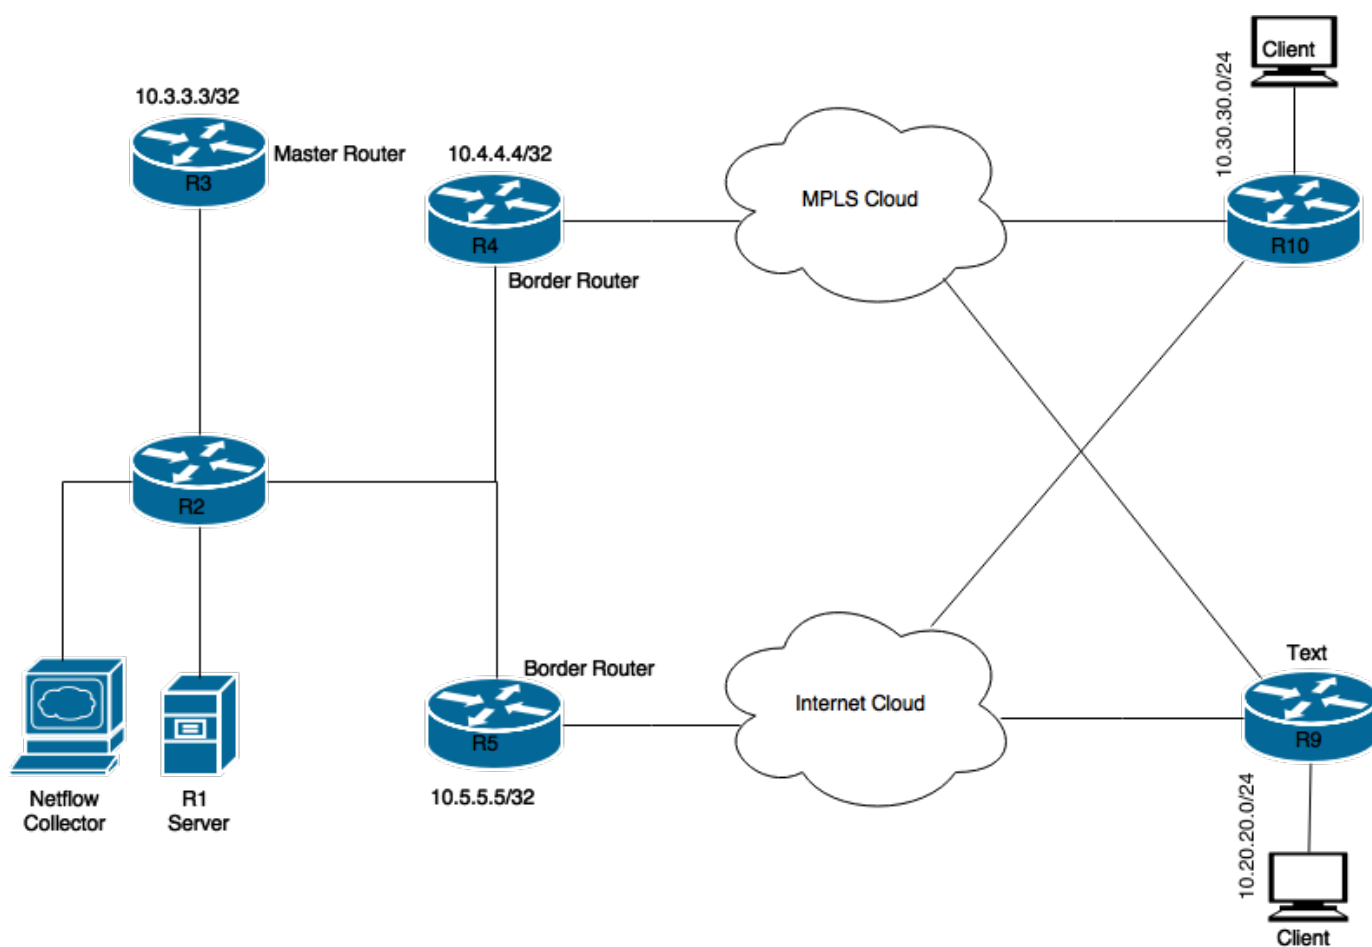 Client
10.30.30.0/24
10.3.3.3/32
Master Router
R3
10.4.4.4/32
R4
Border Router
MPLS Cloud
R10
R2
Border Router
R5
10.5.5.5/32
Internet Cloud
Text
R9
10.20.20.0/24
Netflow
Collector
R1
Server
Client